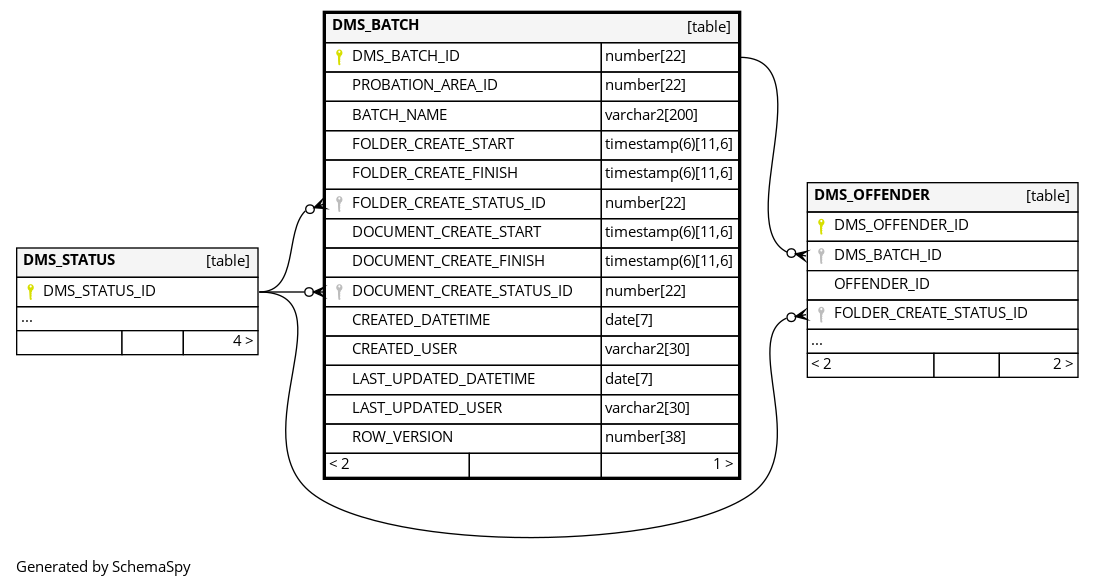 DMS_BATCH [table]
DMS_BATCH_ID number[22]
PROBATION_AREA_ID number[22]
BATCH_NAME varchar2[200]
FOLDER_CREATE_START timestamp(6)[11,6]
FOLDER_CREATE_FINISH timestamp(6)[11,6]
FOLDER_CREATE_STATUS_ID number[22]
DOCUMENT_CREATE_START timestamp(6)[11,6]
DOCUMENT_CREATE_FINISH timestamp(6)[11,6]
DOCUMENT_CREATE_STATUS_ID number[22]
CREATED_DATETIME date[7]
CREATED_USER varchar2[30]
LAST_UPDATED_DATETIME date[7]
LAST_UPDATED_USER varchar2[30]
ROW_VERSION number[38]
< 2 1 >
DMS_STATUS [table]
DMS_STATUS_ID
...
4 >
DMS_OFFENDER [table]
DMS_OFFENDER_ID
DMS_BATCH_ID
OFFENDER_ID
FOLDER_CREATE_STATUS_ID
...
< 2 2 >
Generated by SchemaSpy